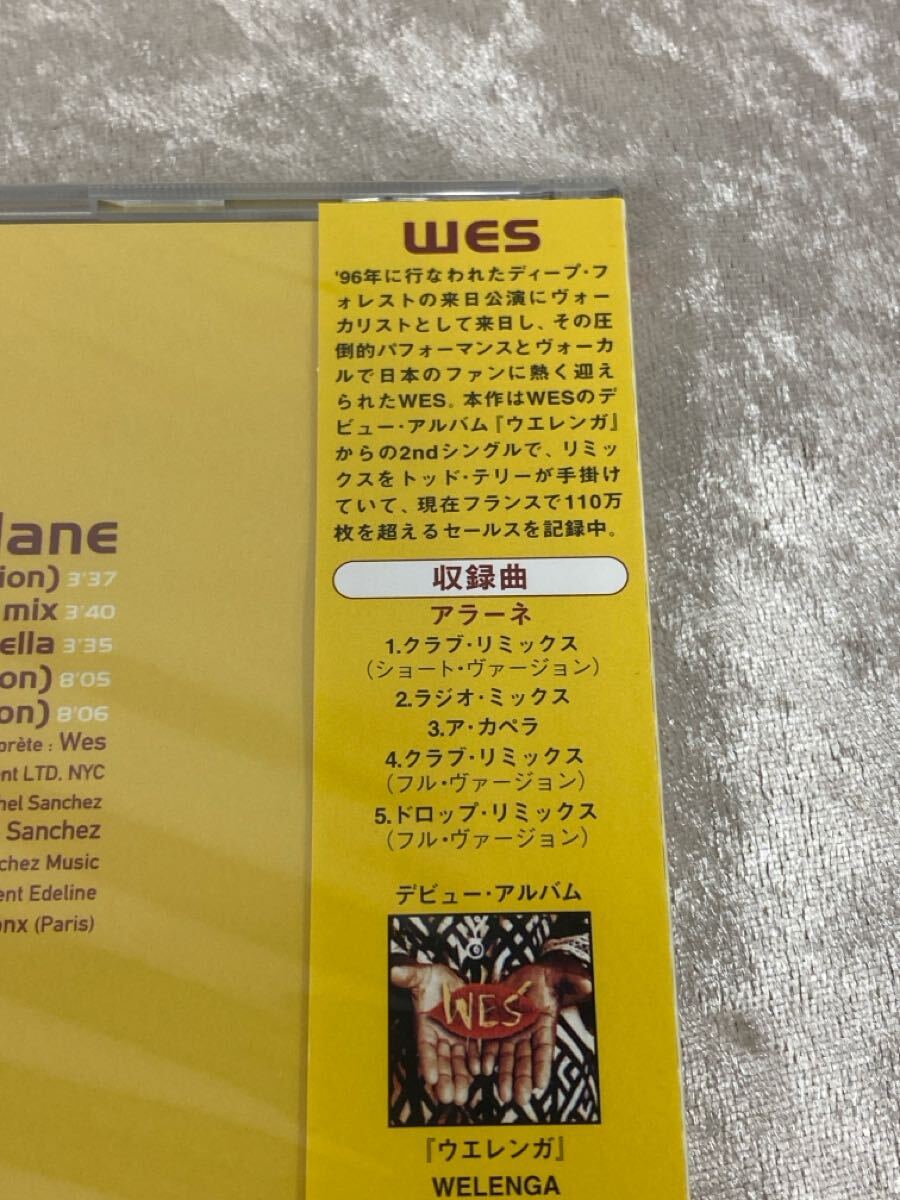 WES
'96年に行なわれたディープ・フ
ォレストの来日公演にヴォー
カリストとして来日し、その圧
倒的パフォーマンスとヴォーカ
ルで日本のファンに熱く迎え
られたWES。本作はWESのデ
ビュー・アルバム『ウエレンガ』
からの2ndシングルで、リミッ
クスをトッド・テリーが手掛け
ていて、現在フランスで110万
枚を超えるセールスを記録中。
収録曲
アラーネ
1.クラブ・リミックス
(ショート・ヴァージョン)
2.ラジオ・ミックス
3.ア・カペラ
4.クラブ・リミックス
(フル・ヴァージョン)
5.ドロップ・リミックス
(フル・ヴァージョン)
デビュー・アルバム
WES
『ウエレンガ』
WELENGA
lane
ion) 3'37
mix 3'40
ella 3'35
on) 8'05
on) 8'06
prète : Wes
ent LTD. NYC
hel Sanchez
Sanchez
chez Music
ent Edeline
onx (Paris)